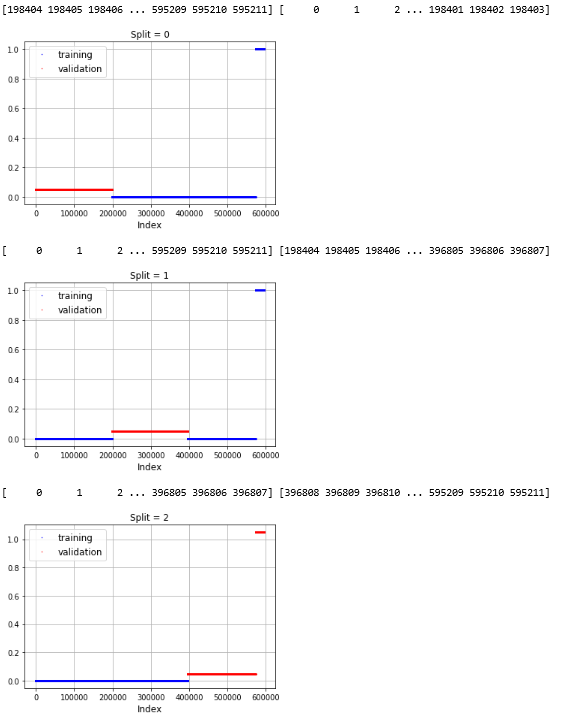 [198404 198405 198406 ... 595209 595210 595211] [     0      1      2 ... 198401 198402 198403]
Split = 0
training
validation
1.0
0.8
0.6
0.4
0.2
0.0
0 100000 200000 300000 400000 500000 600000
Index
[     0      1      2 ... 595209 595210 595211] [198404 198405 198406 ... 396805 396806 396807]
Split = 1
training
validation
1.0
0.8
0.6
0.4
0.2
0.0
0 100000 200000 300000 400000 500000 600000
Index
[     0      1      2 ... 396805 396806 396807] [396808 396809 396810 ... 595209 595210 595211]
Split = 2
training
validation
1.0
0.8
0.6
0.4
0.2
0.0
0 100000 200000 300000 400000 500000 600000
Index